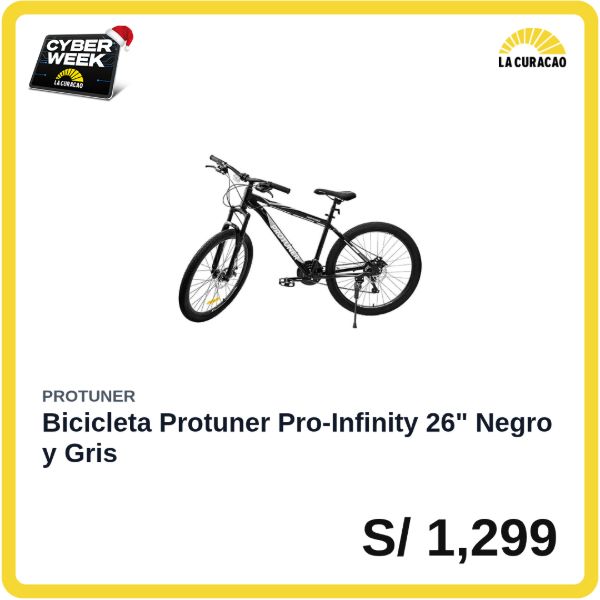 CYBER
WEEK
LA CURACAO
LA CURACAO
PROTUNER
Bicicleta Protuner Pro-Infinity 26" Negro
y Gris
S/ 1,299